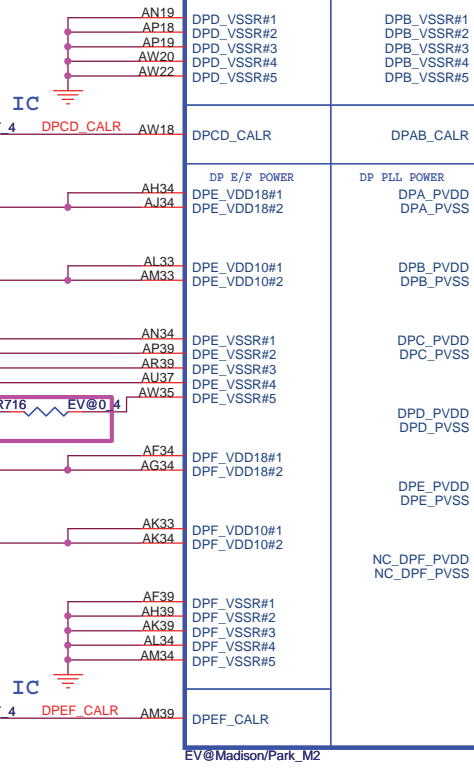 AN19 DPD_VSSR#1 DPB_VSSR#1
AP18 DPD_VSSR#2 DPB_VSSR#2
AP19 DPD_VSSR#3 DPB_VSSR#3
AW20 DPD_VSSR#4 DPB_VSSR#4
AW22 DPD_VSSR#5 DPB_VSSR#5
IC
_4 DPCD_CALR AW18 DPCD_CALR DPAB_CALR
DP E/F POWER DP PLL POWER
AH34 DPE_VDD18#1 DPA_PVDD
AJ34 DPE_VDD18#2 DPA_PVSS
AL33 DPE_VDD10#1 DPB_PVDD
AM33 DPE_VDD10#2 DPB_PVSS
AN34 DPE_VSSR#1 DPC_PVDD
AP39 DPE_VSSR#2 DPC_PVSS
AR39 DPE_VSSR#3
AU37 DPE_VSSR#4
AW35 DPE_VSSR#5
R716 EV@0_4
DPD_PVDD
DPD_PVSS
AF34 DPF_VDD18#1
AG34 DPF_VDD18#2
DPE_PVDD
DPE_PVSS
AK33 DPF_VDD10#1
AK34 DPF_VDD10#2
NC_DPF_PVDD
NC_DPF_PVSS
AF39 DPF_VSSR#1
AH39 DPF_VSSR#2
AK39 DPF_VSSR#3
AL34 DPF_VSSR#4
AM34 DPF_VSSR#5
IC
_4 DPEF_CALR AM39 DPEF_CALR
EV@Madison/Park_M2